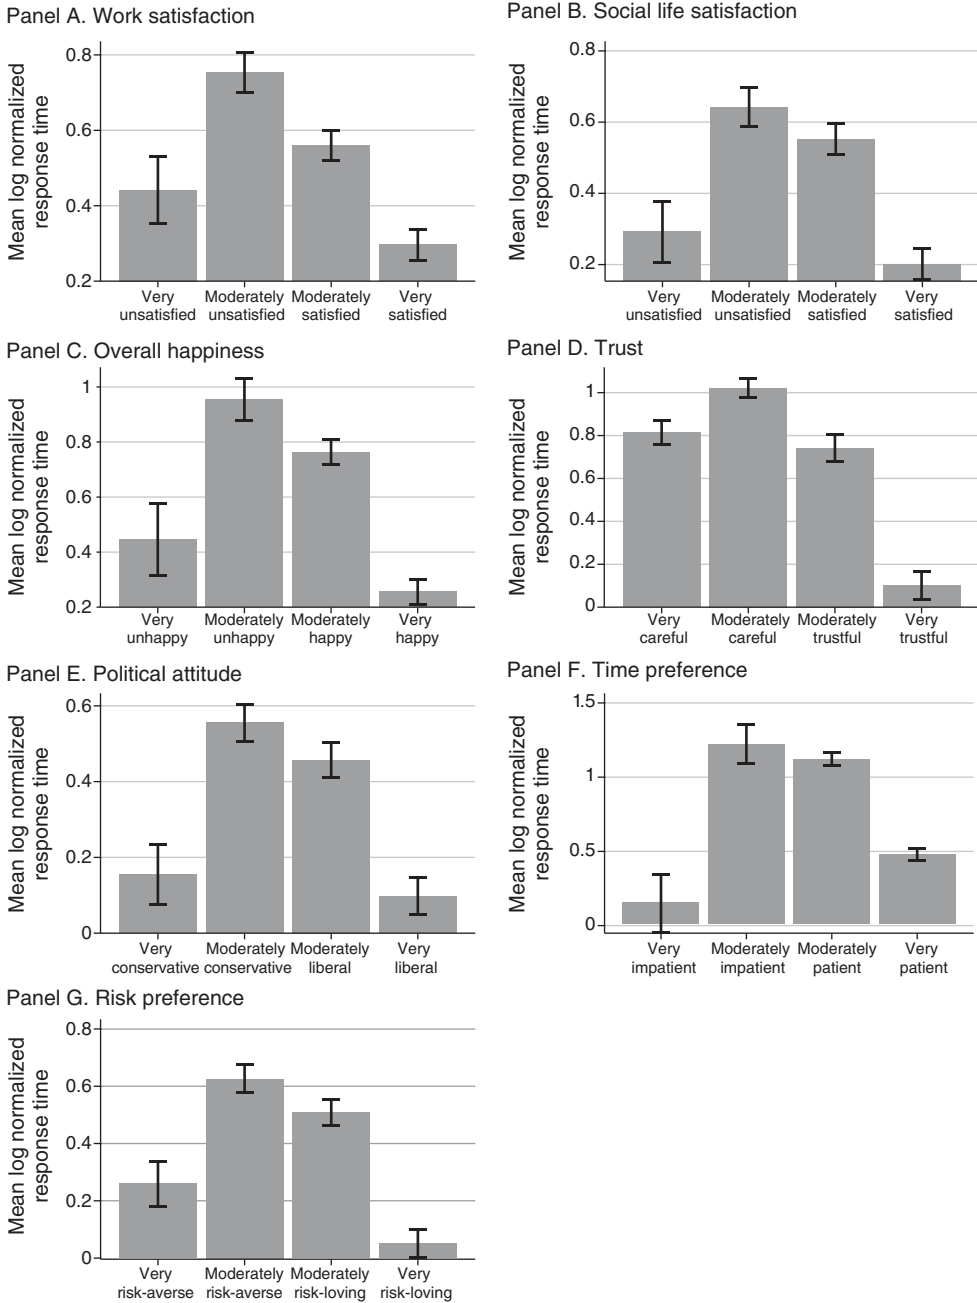 Panel A. Work satisfaction
Mean log normalized
response time
0.8
0.6
0.4
0.2
Very
unsatisfied
Moderately
unsatisfied
Moderately
satisfied
Very
satisfied
Panel B. Social life satisfaction
Mean log normalized
response time
0.8
0.6
0.4
0.2
Very
unsatisfied
Moderately
unsatisfied
Moderately
satisfied
Very
satisfied
Panel C. Overall happiness
Mean log normalized
response time
1
0.8
0.6
0.4
0.2
Very
unhappy
Moderately
unhappy
Moderately
happy
Very
happy
Panel D. Trust
Mean log normalized
response time
1
0.8
0.6
0.4
0.2
0
Very
careful
Moderately
careful
Moderately
trustful
Very
trustful
Panel E. Political attitude
Mean log normalized
response time
0.6
0.4
0.2
0
Very
conservative
Moderately
conservative
Moderately
liberal
Very
liberal
Panel F. Time preference
Mean log normalized
response time
1.5
1
0.5
0
Very
impatient
Moderately
impatient
Moderately
patient
Very
patient
Panel G. Risk preference
Mean log normalized
response time
0.8
0.6
0.4
0.2
0
Very
risk-averse
Moderately
risk-averse
Moderately
risk-loving
Very
risk-loving